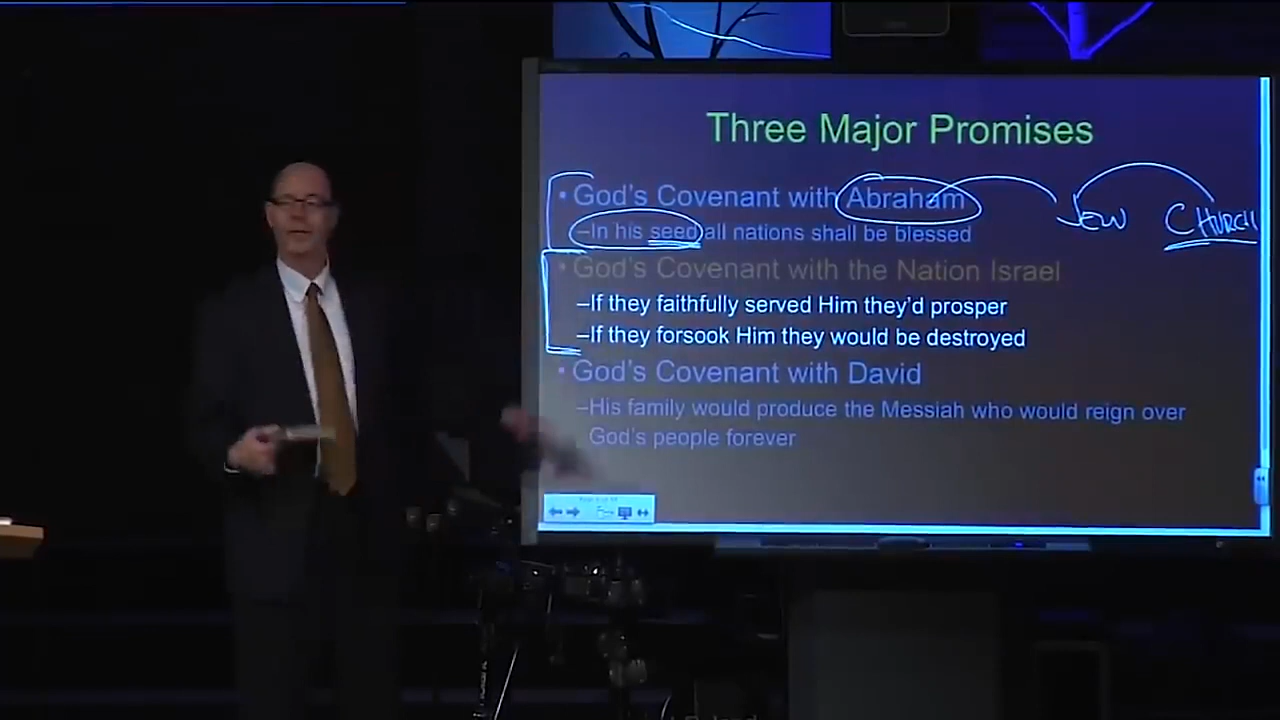 Three Major Promises
• God's Covenant with Abraham
–In his seed all nations shall be blessed
JEW CHURCH
• God's Covenant with the Nation Israel
–If they faithfully served Him they'd prosper
–If they forsook Him they would be destroyed
• God's Covenant with David
–His family would produce the Messiah who would reign over
God's people forever